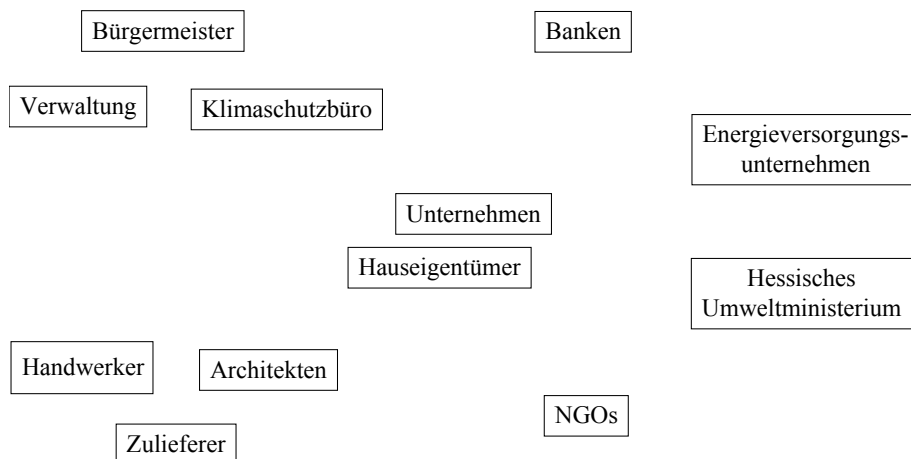 Bürgermeister
Banken
Verwaltung
Klimaschutzbüro
Energieversorgungs-
unternehmen
Unternehmen
Hauseigentümer
Hessisches
Umweltministerium
Handwerker
Architekten
NGOs
Zulieferer